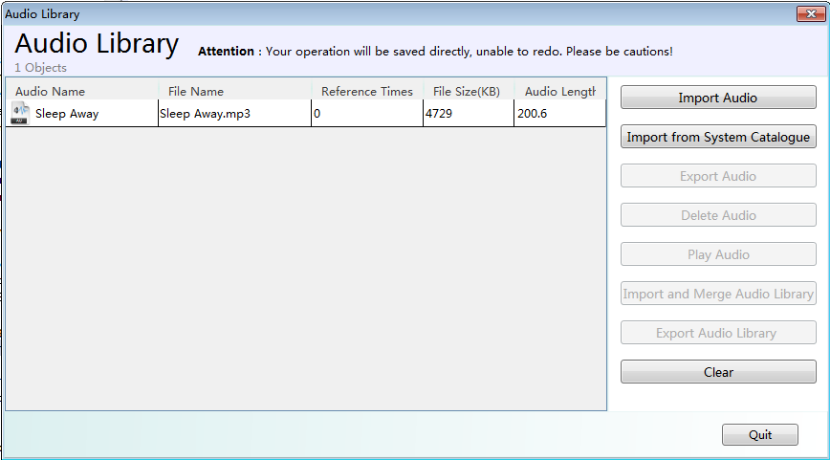 Audio Library
Audio Library Attention : Your operation will be saved directly, unable to redo. Please be cautions!
1 Objects
Audio Name File Name Reference Times File Size(KB) Audio Length
Sleep Away Sleep Away.mp3 0 4729 200.6
Import Audio
Import from System Catalogue
Export Audio
Delete Audio
Play Audio
Import and Merge Audio Library
Export Audio Library
Clear
Quit